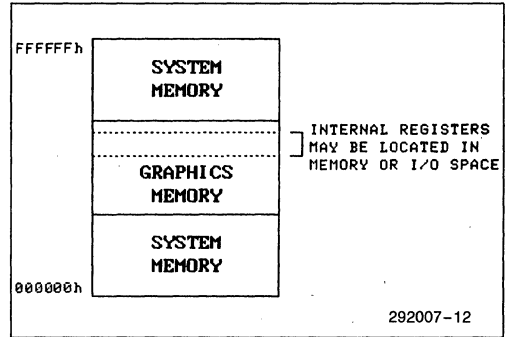 FFFFFFh
SYSTEM
MEMORY
INTERNAL REGISTERS
MAY BE LOCATED IN
MEMORY OR I/O SPACE
GRAPHICS
MEMORY
SYSTEM
MEMORY
000000h
292007-12